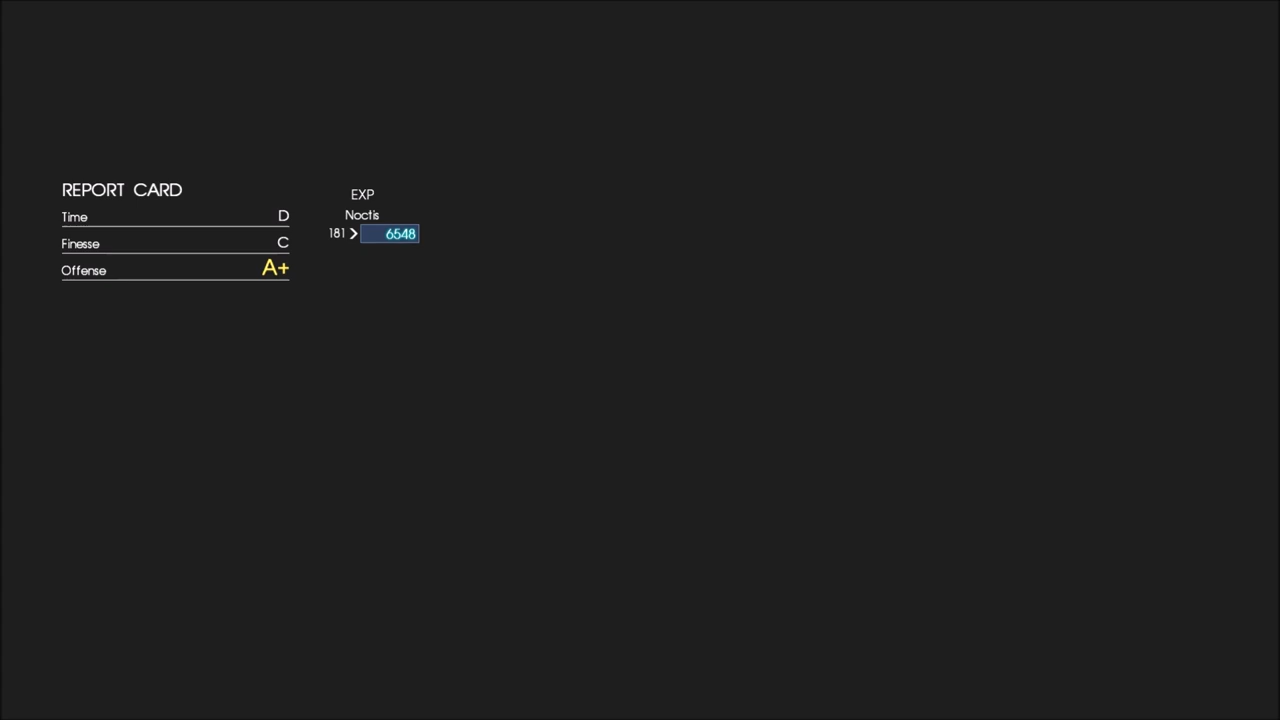 REPORT CARD
Time D
Finesse C
Offense A+
EXP
Noctis
181 > 6548